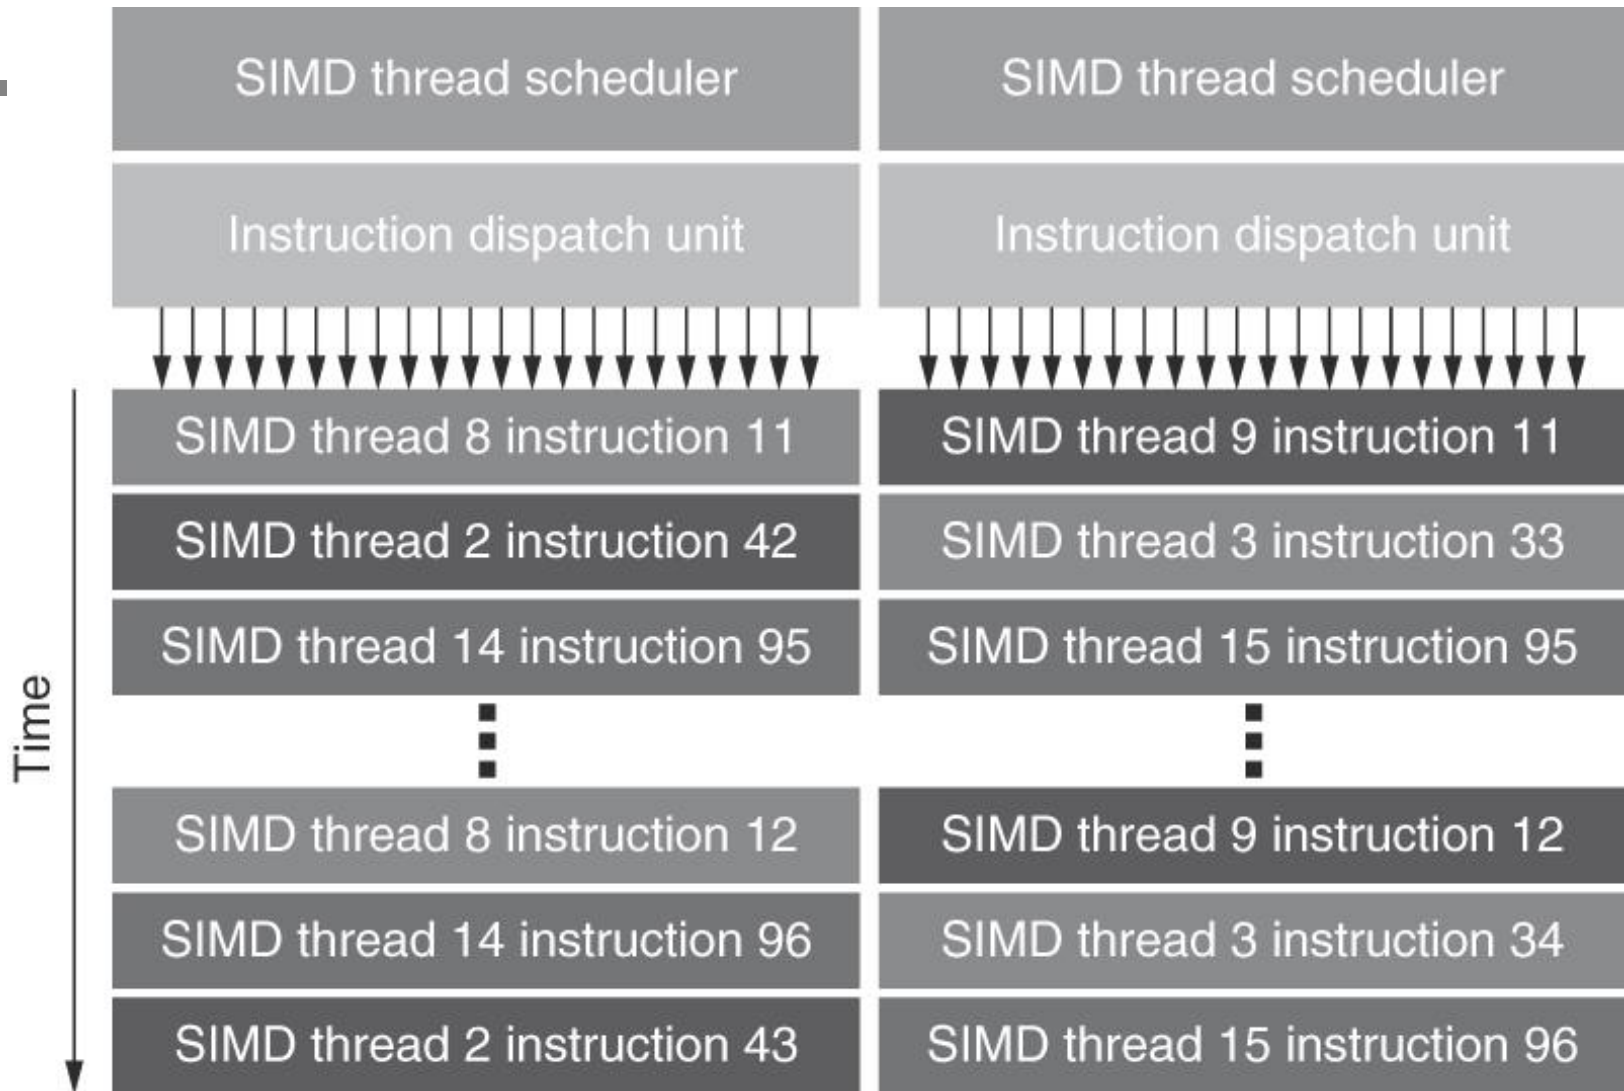 SIMD thread scheduler
SIMD thread scheduler
Instruction dispatch unit
Instruction dispatch unit
Time
SIMD thread 8 instruction 11
SIMD thread 9 instruction 11
SIMD thread 2 instruction 42
SIMD thread 3 instruction 33
SIMD thread 14 instruction 95
SIMD thread 15 instruction 95
SIMD thread 8 instruction 12
SIMD thread 9 instruction 12
SIMD thread 14 instruction 96
SIMD thread 3 instruction 34
SIMD thread 2 instruction 43
SIMD thread 15 instruction 96